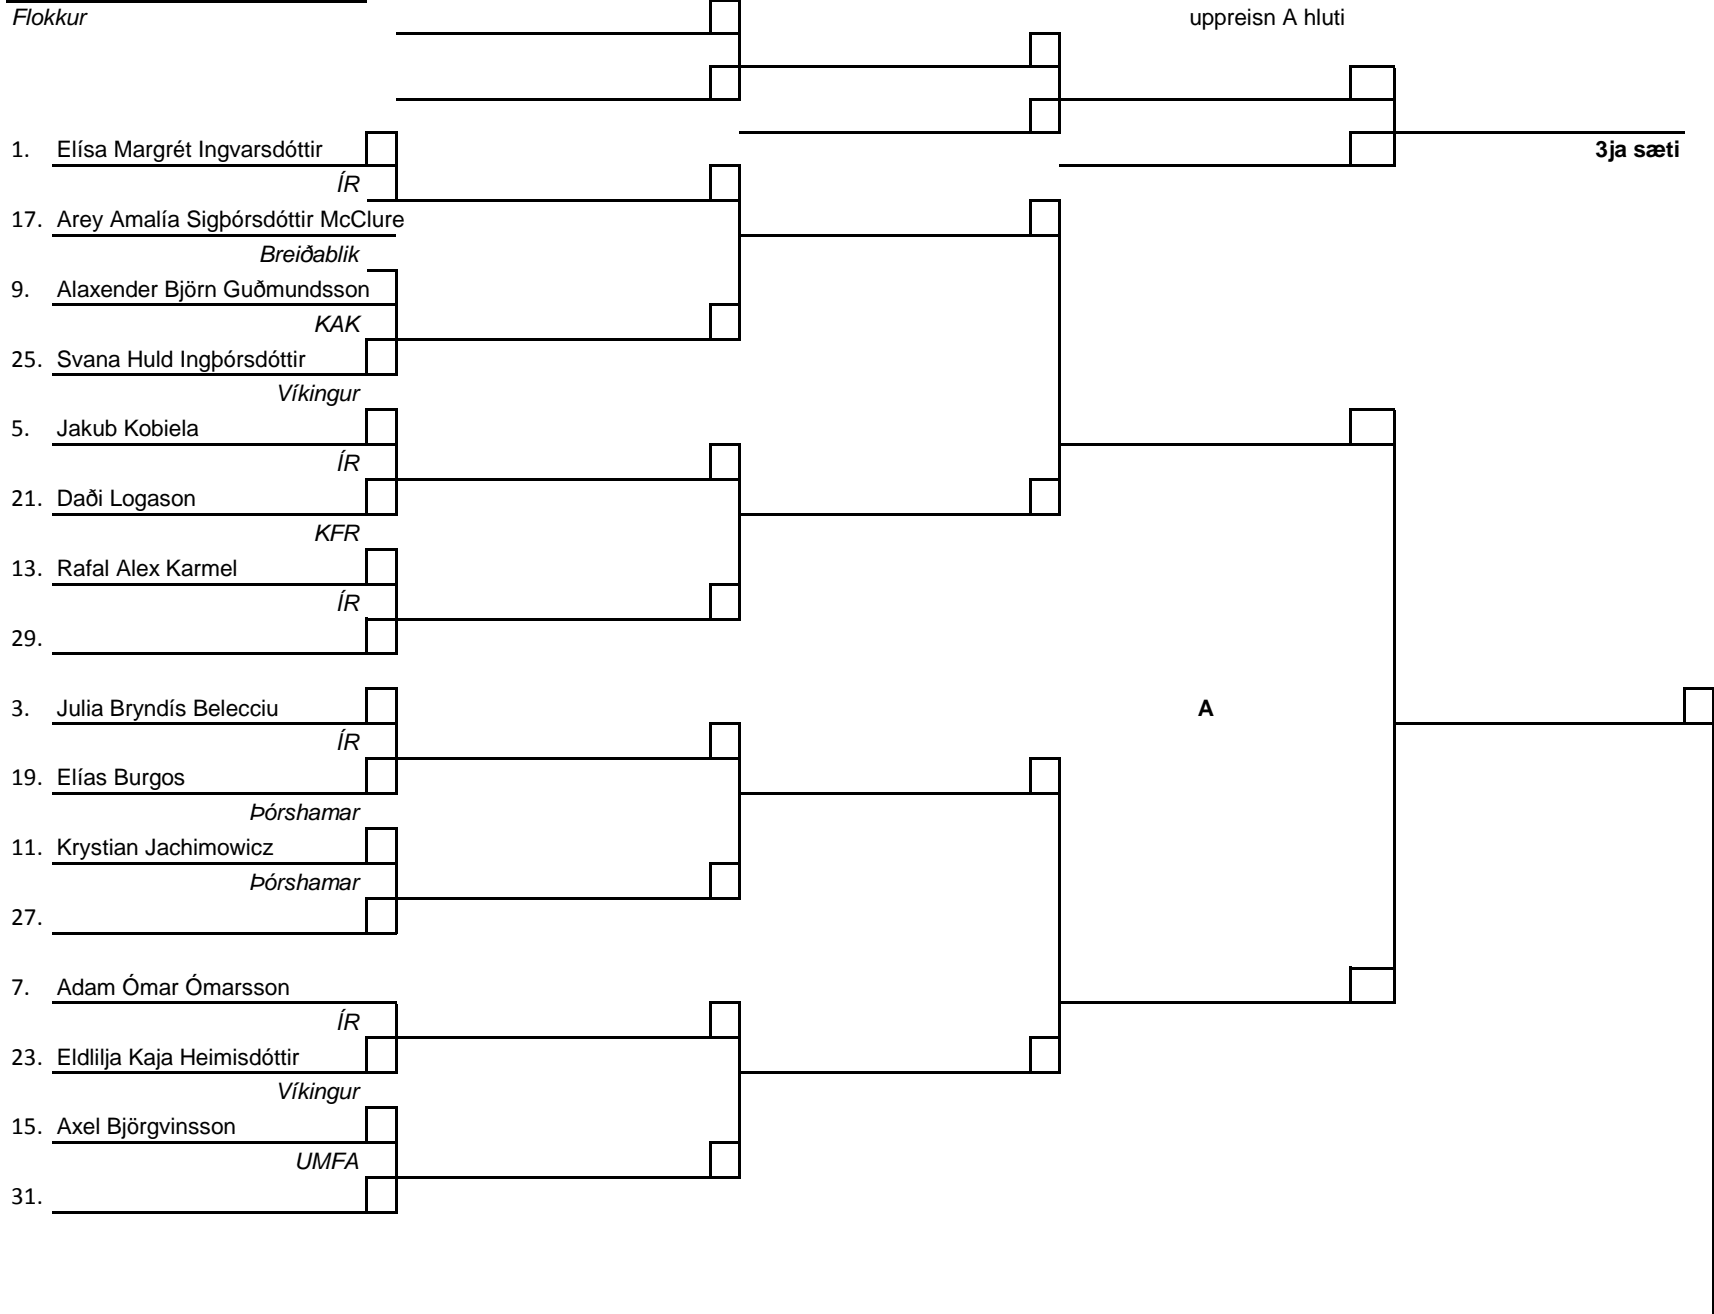 Flokkur
uppreisn A hluti
1. Elísa Margrét Ingvarsdóttir
3ja sæti
ÍR
17. Arey Amalía Sigþórsdóttir McClure
Breiðablik
9. Alaxender Björn Guðmundsson
KAK
25. Svana Huld Ingþórsdóttir
Víkingur
5. Jakub Kobiela
ÍR
21. Daði Logason
KFR
13. Rafal Alex Karmel
ÍR
29.
3. Julia Bryndís Belecciu
A
ÍR
19. Elías Burgos
Þórshamar
11. Krystian Jachimowicz
Þórshamar
27.
7. Adam Ómar Ómarsson
ÍR
23. Eldlilja Kaja Heimisdóttir
Víkingur
15. Axel Björgvinsson
UMFA
31.